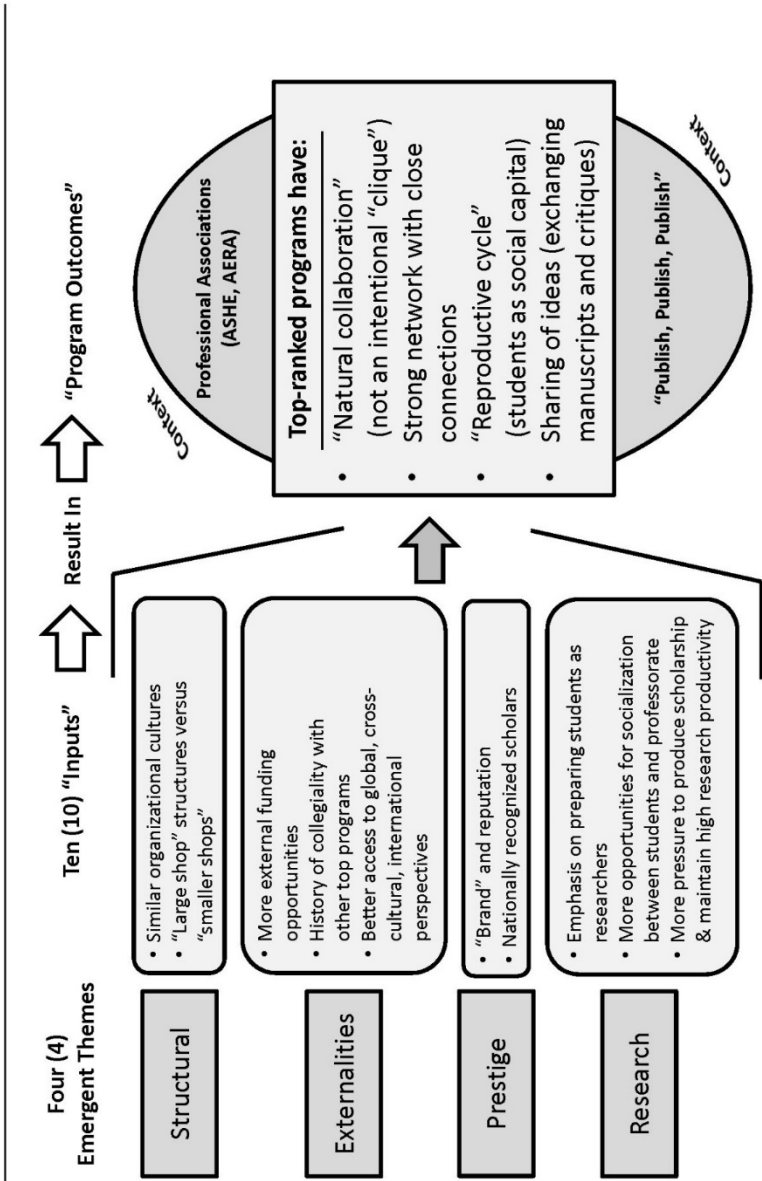 Four (4)
Emergent Themes
Ten (10) “Inputs”
Result In
“Program Outcomes”
Structural
• Similar organizational cultures
• “Large shop” structures versus
“smaller shops”
Externalities
• More external funding
opportunities
• History of collegiality with
other top programs
• Better access to global, cross-
cultural, international
perspectives
Prestige
• “Brand” and reputation
• Nationally recognized scholars
Research
• Emphasis on preparing students as
researchers
• More opportunities for socialization
between students and professorate
• More pressure to produce scholarship
& maintain high research productivity
Context
Professional Associations
(ASHE, AERA)
Top-ranked programs have:
• “Natural collaboration”
(not an intentional “clique”)
• Strong network with close
connections
• “Reproductive cycle”
(students as social capital)
• Sharing of ideas (exchanging
manuscripts and critiques)
“Publish, Publish, Publish”
Context